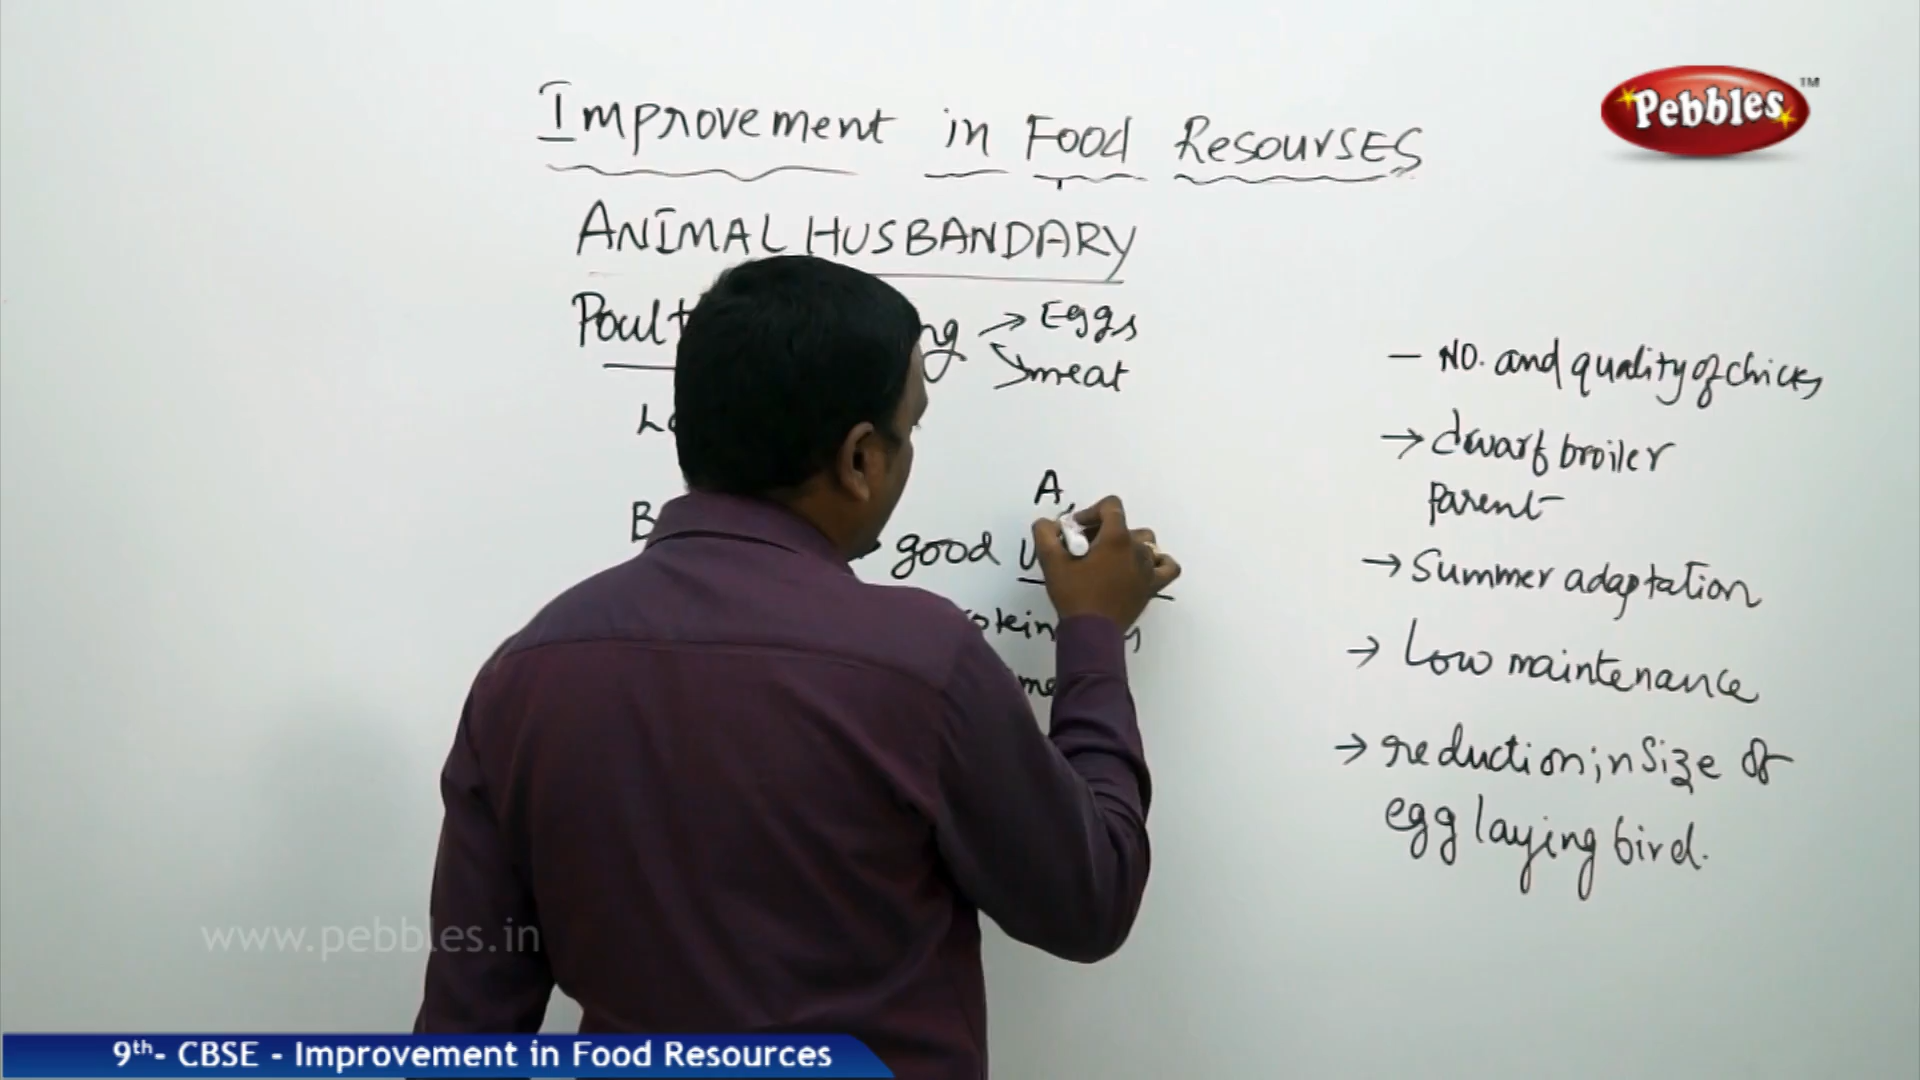 Improvement in Food ResoursES
ANIMAL HUSBANDARY
Eggs
meat
A,
good
- NO. and quality of chicks
→ dwarf broiler
Parent
→ Summer adaptation
→ Low maintenance
→ reduction in Size of
egg laying bird.
Pebbles TM
www.pebbles.in
9th- CBSE - Improvement in Food Resources